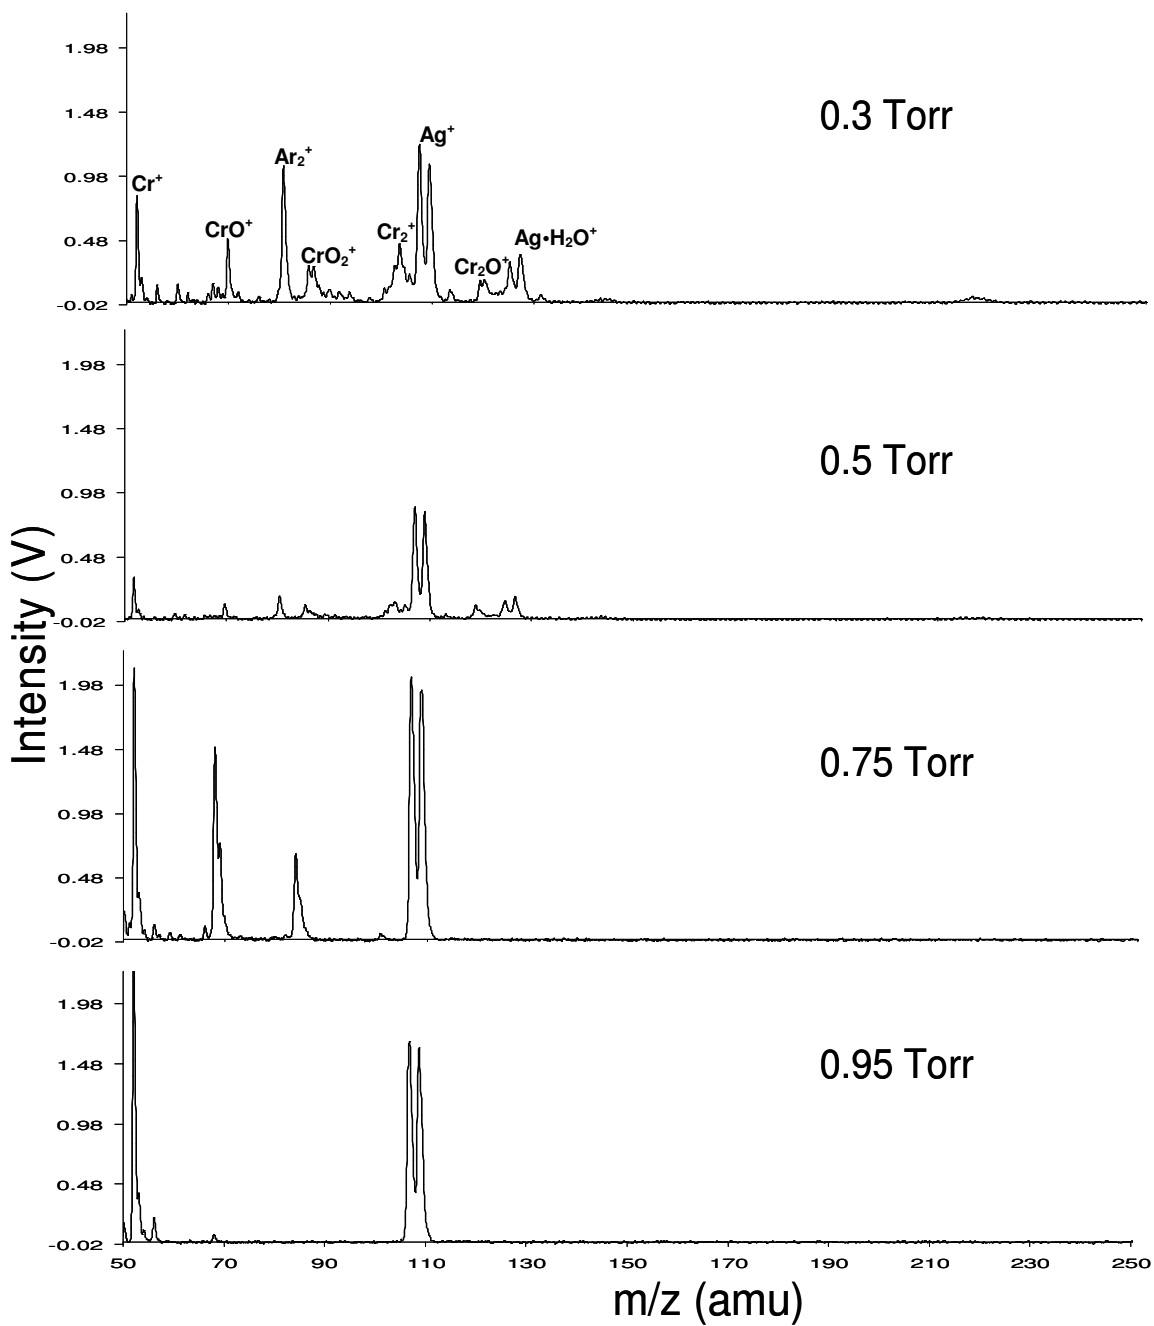 1.98
1.48
0.98
0.48
-0.02
0.3 Torr
Cr⁺
CrO⁺
Ar₂⁺
CrO₂⁺
Cr₂⁺
Ag⁺
Cr₂O⁺
Ag•H₂O⁺
1.98
1.48
0.98
0.48
-0.02
0.5 Torr
Intensity (V)
1.98
1.48
0.98
0.48
-0.02
0.75 Torr
1.98
1.48
0.98
0.48
-0.02
0.95 Torr
50 70 90 110 130 150 170 190 210 230 250
m/z (amu)